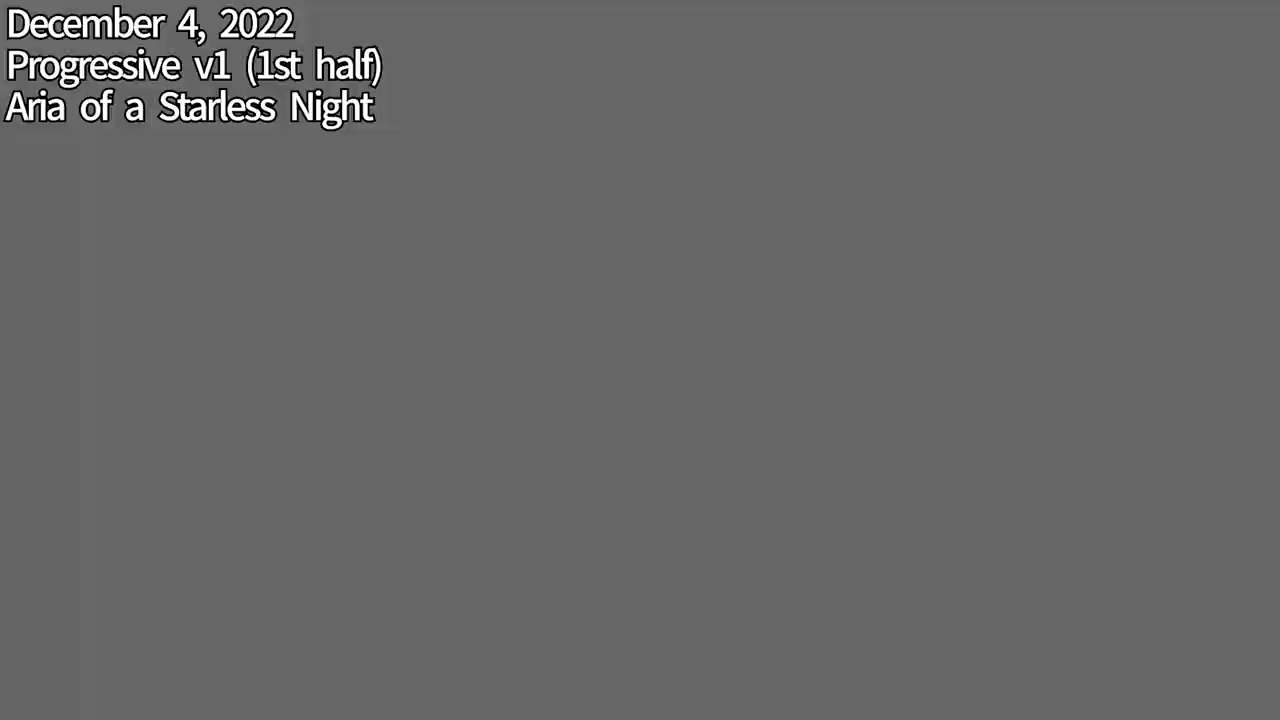 December 4, 2022
Progressive v1 (1st half)
Aria of a Starless Night